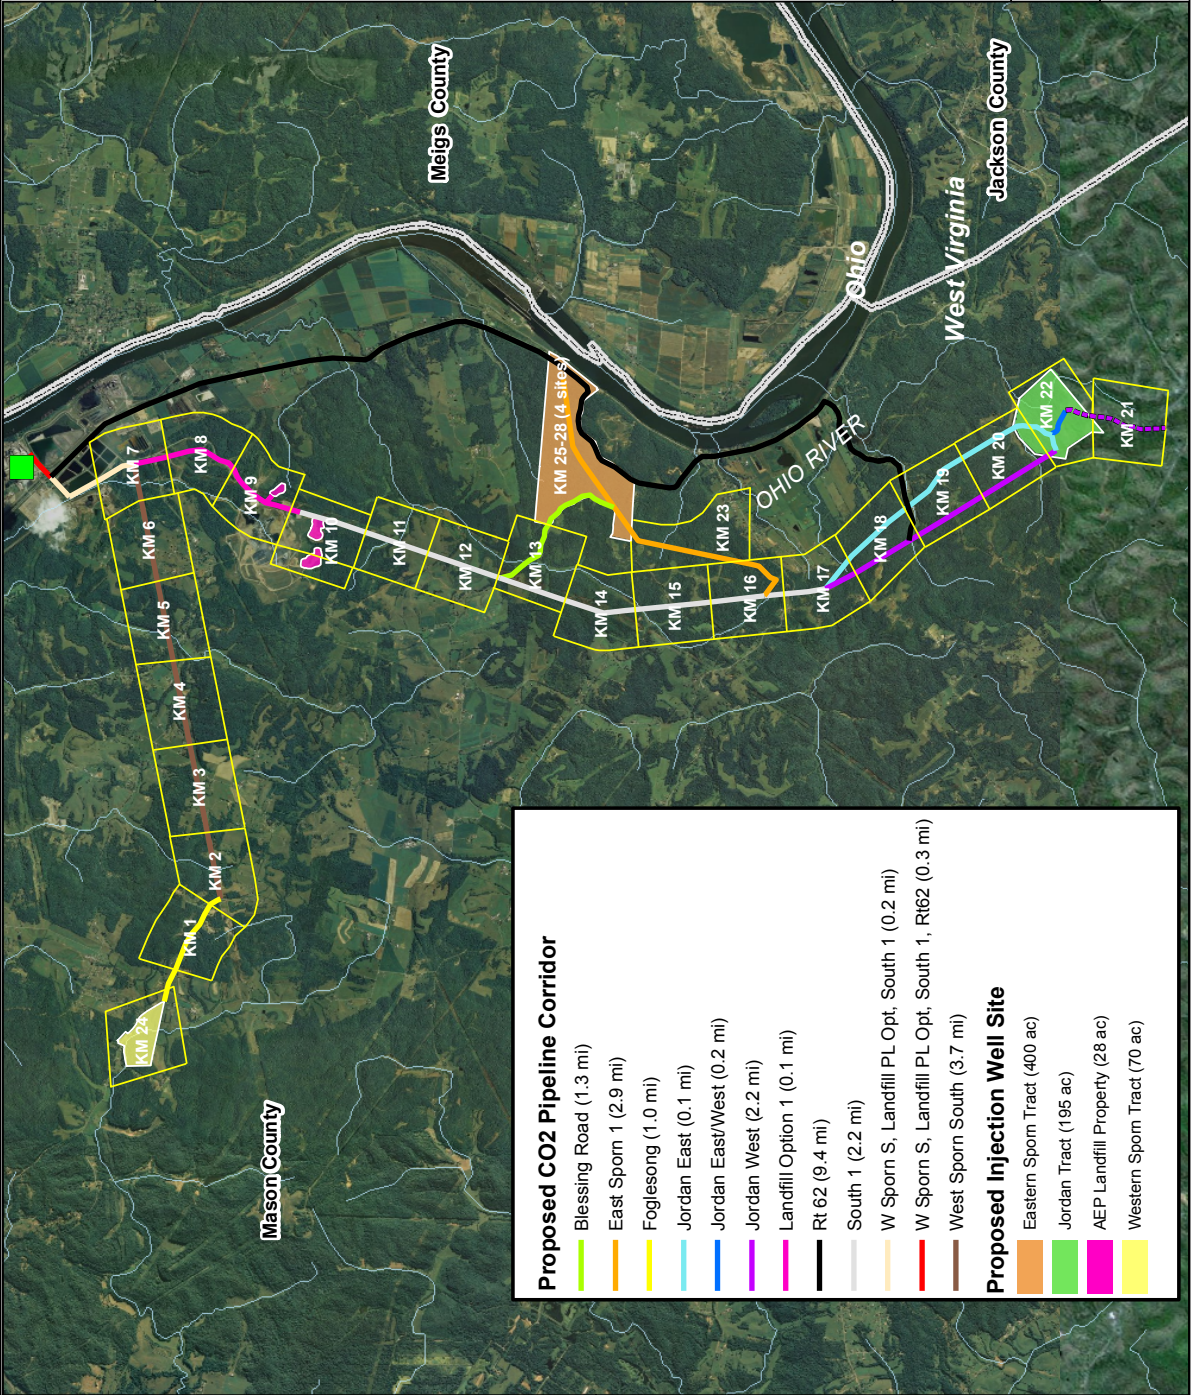 Meigs County
Jackson County
Ohio
West Virginia
OHIO RIVER
Mason County
KM 1
KM 2
KM 3
KM 4
KM 5
KM 6
KM 7
KM 8
KM 9
KM 10
KM 11
KM 12
KM 13
KM 14
KM 15
KM 16
KM 17
KM 18
KM 19
KM 20
KM 21
KM 22
KM 23
KM 24
KM 25-28 (4 sites)
Proposed CO2 Pipeline Corridor
Blessing Road (1.3 mi)
East Sporn 1 (2.9 mi)
Foglesong (1.0 mi)
Jordan East (0.1 mi)
Jordan East/West (0.2 mi)
Jordan West (2.2 mi)
Landfill Option 1 (0.1 mi)
Rt 62 (9.4 mi)
South 1 (2.2 mi)
W Sporn S, Landfill PL Opt, South 1 (0.2 mi)
W Sporn S, Landfill PL Opt, South 1, Rt62 (0.3 mi)
West Sporn South (3.7 mi)
Proposed Injection Well Site
Eastern Sporn Tract (400 ac)
Jordan Tract (195 ac)
AEP Landfill Property (28 ac)
Western Sporn Tract (70 ac)